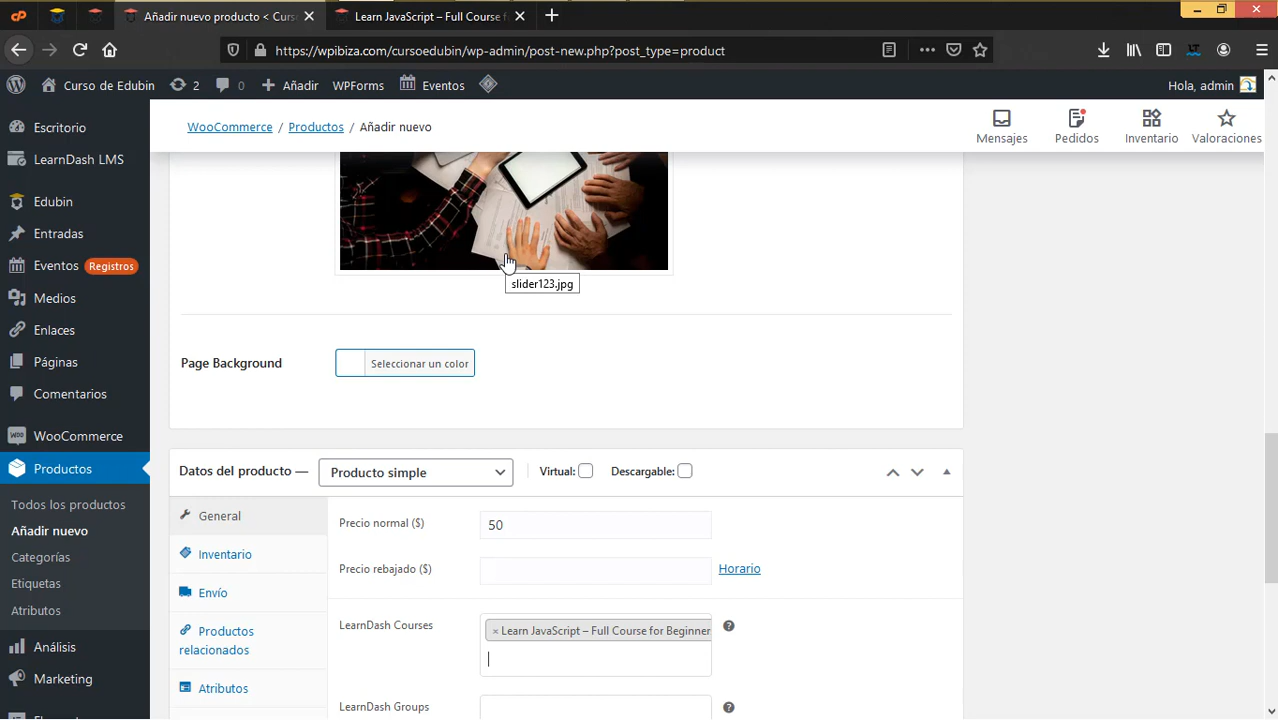 Añadir nuevo producto < Curso
Learn JavaScript – Full Course for
https://wpibiza.com/cursoedubin/wp-admin/post-new.php?post_type=product
Curso de Edubin
2
0
Añadir
WPForms
Eventos
Hola, admin
Escritorio
LearnDash LMS
Edubin
Entradas
Eventos Registros
Medios
Enlaces
Páginas
Comentarios
WooCommerce
Productos
Todos los productos
Añadir nuevo
Categorías
Etiquetas
Atributos
Análisis
Marketing
WooCommerce / Productos / Añadir nuevo
Mensajes
Pedidos
Inventario
Valoraciones
slider123.jpg
Page Background
Seleccionar un color
Datos del producto —
Producto simple
Virtual:
Descargable:
General
Inventario
Envío
Productos
relacionados
Atributos
Precio normal ($)
50
Precio rebajado ($)
Horario
LearnDash Courses
× Learn JavaScript – Full Course for Beginner
LearnDash Groups